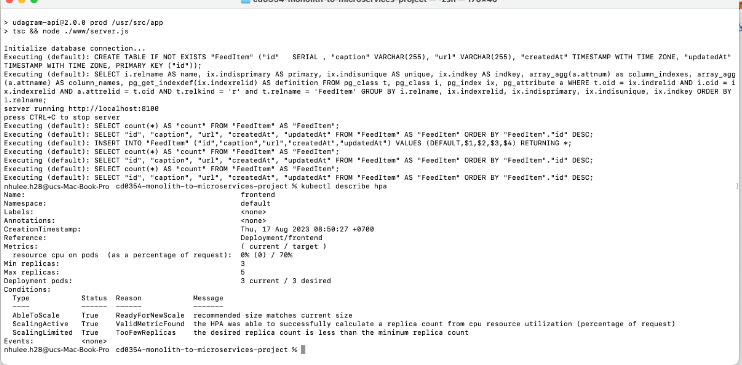 cd0354-monolith-to-microservices-project — -zsh — 170×48
> udagram-api@2.0.0 prod /usr/src/app
> tsc && node ./www/server.js
Initialize database connection...
Executing (default): CREATE TABLE IF NOT EXISTS "FeedItem" ("id"   SERIAL , "caption" VARCHAR(255), "url" VARCHAR(255), "createdAt" TIMESTAMP WITH TIME ZONE, "updatedAt"
TIMESTAMP WITH TIME ZONE, PRIMARY KEY ("id"));
Executing (default): SELECT i.relname AS name, ix.indisprimary AS primary, ix.indisunique AS unique, ix.indkey AS indkey, array_agg(a.attnum) as column_indexes, array_agg
(a.attname) AS column_names, pg_get_indexdef(ix.indexrelid) AS definition FROM pg_class t, pg_class i, pg_index ix, pg_attribute a WHERE t.oid = ix.indrelid AND i.oid = i
x.indexrelid AND a.attrelid = t.oid AND t.relkind = 'r' and t.relname = 'FeedItem' GROUP BY i.relname, ix.indexrelid, ix.indisprimary, ix.indisunique, ix.indkey ORDER BY
i.relname;
server running http://localhost:8100
press CTRL+C to stop server
Executing (default): SELECT count(*) AS "count" FROM "FeedItem" AS "FeedItem";
Executing (default): SELECT "id", "caption", "url", "createdAt", "updatedAt" FROM "FeedItem" AS "FeedItem" ORDER BY "FeedItem"."id" DESC;
Executing (default): INSERT INTO "FeedItem" ("id","caption","url","createdAt","updatedAt") VALUES (DEFAULT,$1,$2,$3,$4) RETURNING *;
Executing (default): SELECT count(*) AS "count" FROM "FeedItem" AS "FeedItem";
Executing (default): SELECT "id", "caption", "url", "createdAt", "updatedAt" FROM "FeedItem" AS "FeedItem" ORDER BY "FeedItem"."id" DESC;
Executing (default): SELECT count(*) AS "count" FROM "FeedItem" AS "FeedItem";
Executing (default): SELECT "id", "caption", "url", "createdAt", "updatedAt" FROM "FeedItem" AS "FeedItem" ORDER BY "FeedItem"."id" DESC;
nhulee.h28@ucs-Mac-Book-Pro cd0354-monolith-to-microservices-project % kubectl describe hpa
Name: frontend
Namespace: default
Labels: <none>
Annotations: <none>
CreationTimestamp: Thu, 17 Aug 2023 08:50:27 +0700
Reference: Deployment/frontend
Metrics: ( current / target )
resource cpu on pods (as a percentage of request): 0% (0) / 70%
Min replicas: 3
Max replicas: 5
Deployment pods: 3 current / 3 desired
Conditions:
Type Status Reason Message
---- ------ ------ -------
AbleToScale True ReadyForNewScale recommended size matches current size
ScalingActive True ValidMetricFound the HPA was able to successfully calculate a replica count from cpu resource utilization (percentage of request)
ScalingLimited True TooFewReplicas the desired replica count is less than the minimum replica count
Events: <none>
nhulee.h28@ucs-Mac-Book-Pro cd0354-monolith-to-microservices-project %